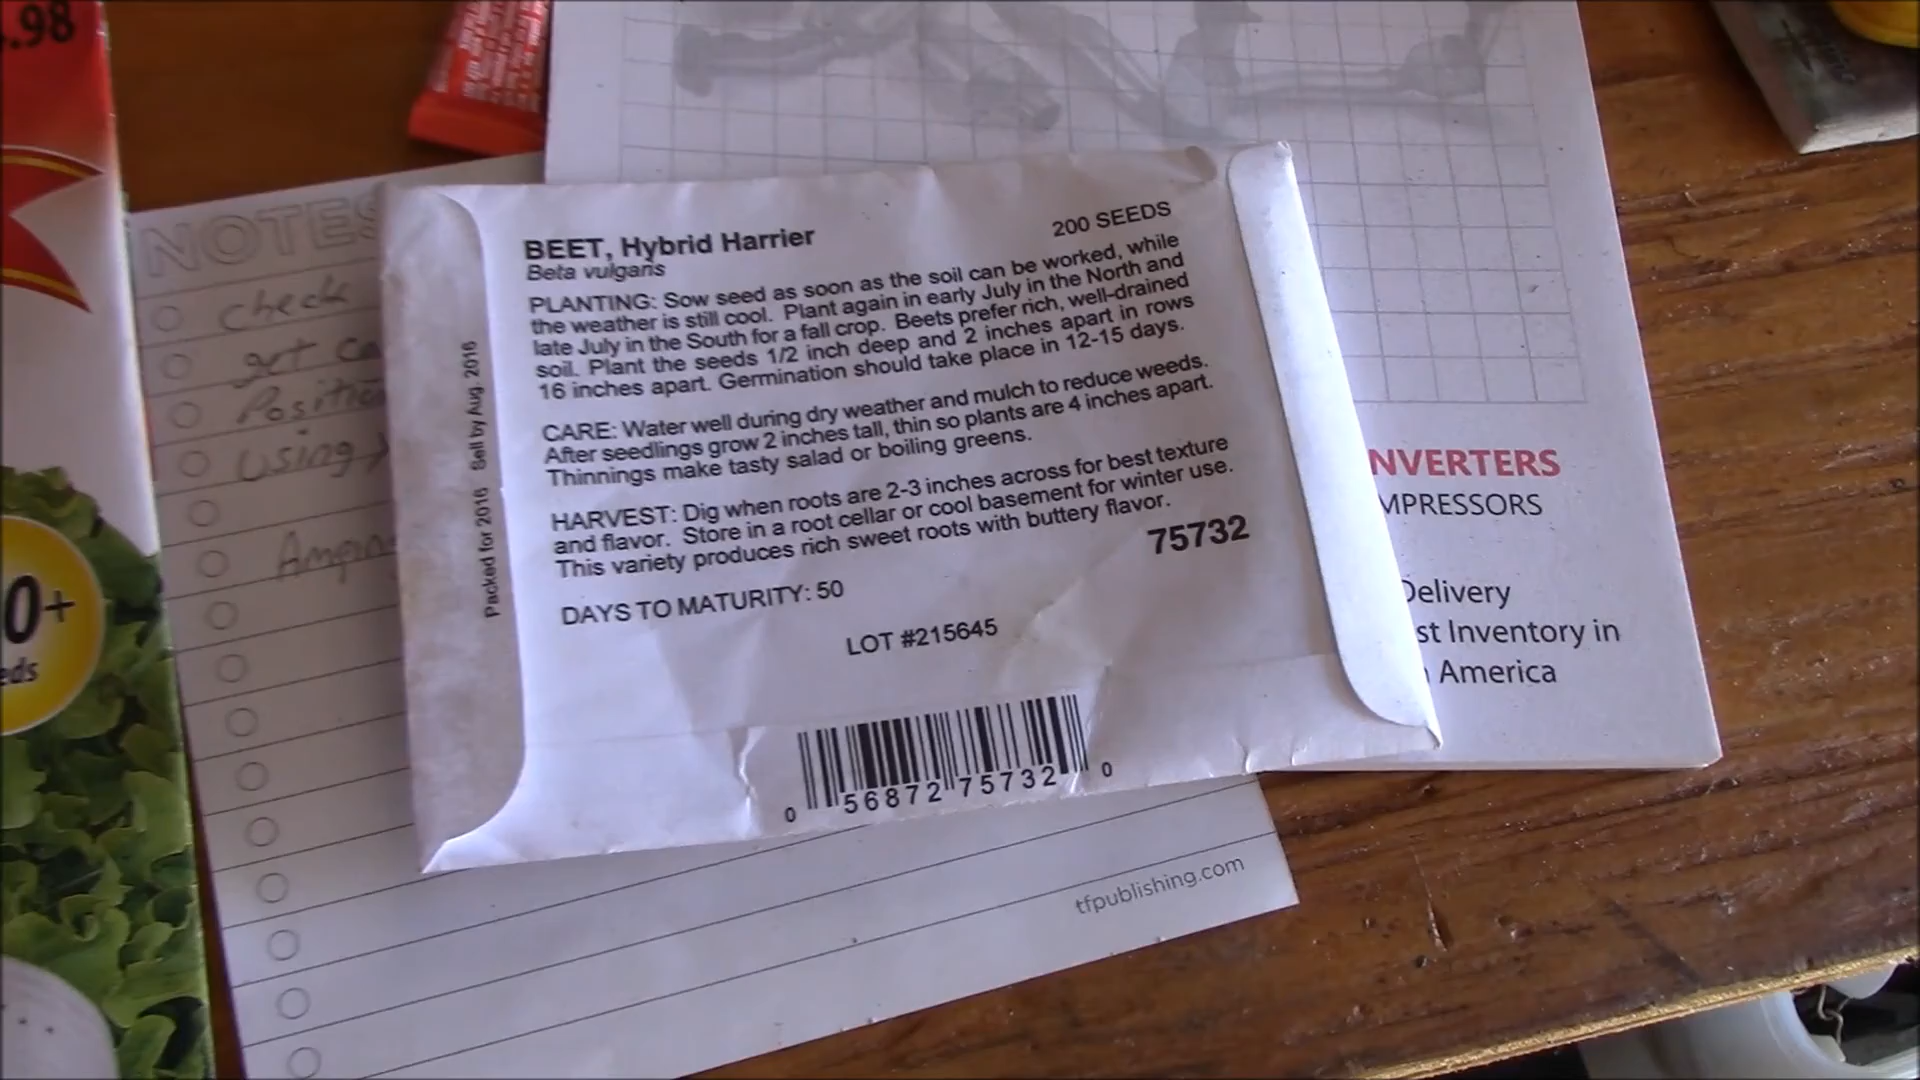 .98
NOTES
check
get
Positio
using
Amping
0+
eds
BEET, Hybrid Harrier
200 SEEDS
Beta vulgaris
PLANTING: Sow seed as soon as the soil can be worked, while
the weather is still cool. Plant again in early July in the North and
late July in the South for a fall crop. Beets prefer rich, well-drained
soil. Plant the seeds 1/2 inch deep and 2 inches apart in rows
16 inches apart. Germination should take place in 12-15 days.
CARE: Water well during dry weather and mulch to reduce weeds.
After seedlings grow 2 inches tall, thin so plants are 4 inches apart.
Thinnings make tasty salad or boiling greens.
HARVEST: Dig when roots are 2-3 inches across for best texture
and flavor. Store in a root cellar or cool basement for winter use.
This variety produces rich sweet roots with buttery flavor.
75732
DAYS TO MATURITY: 50
LOT #215645
0 56872 75732 0
Packed for 2016 Sell by Aug. 2016
NVERTERS
MPRESSORS
Delivery
st Inventory in
America
tfpublishing.com